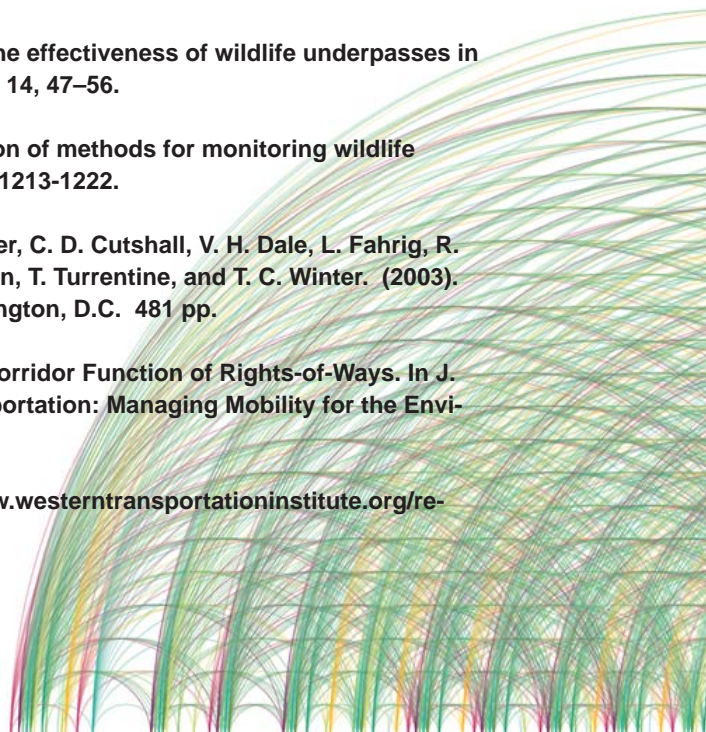 he effectiveness of wildlife underpasses in
14, 47–56.
on of methods for monitoring wildlife
1213-1222.
er, C. D. Cutshall, V. H. Dale, L. Fahrig, R.
n, T. Turrentine, and T. C. Winter. (2003).
ngton, D.C. 481 pp.
orridor Function of Rights-of-Ways. In J.
portation: Managing Mobility for the Envi-
w.westerntransportationinstitute.org/re-